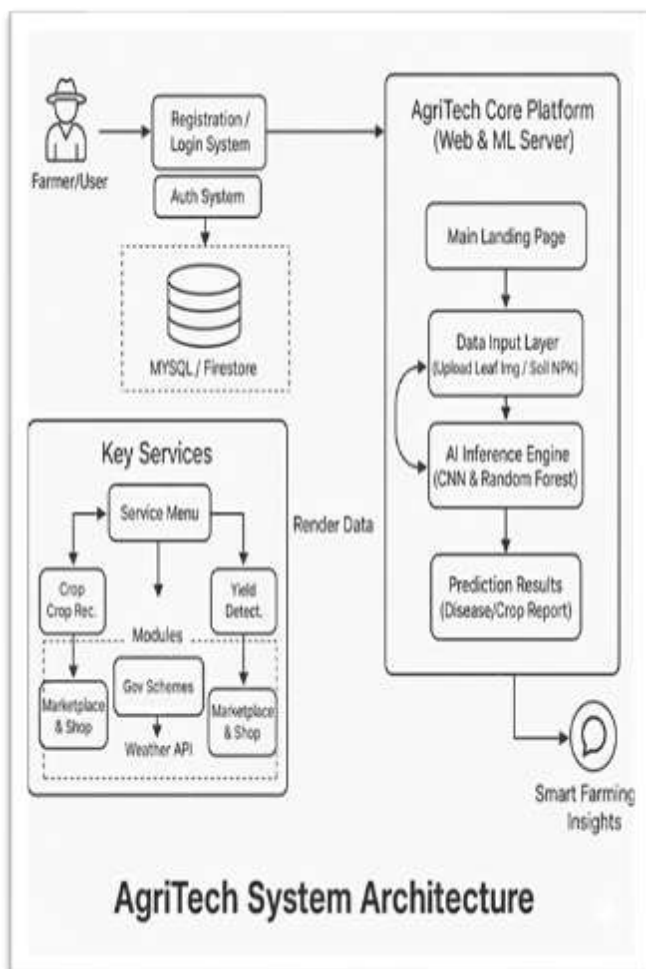 Farmer/User
Registration /
Login System
Auth System
MYSQL / Firestore
AgriTech Core Platform
(Web & ML Server)
Main Landing Page
Data Input Layer
(Upload Leaf Img / Soil NPK)
AI Inference Engine
(CNN & Random Forest)
Prediction Results
(Disease/Crop Report)
Key Services
Service Menu
Crop
Crop Rec.
Yield
Detect.
Modules
Marketplace
& Shop
Gov Schemes
Weather API
Marketplace
& Shop
Render Data
Smart Farming
Insights
AgriTech System Architecture